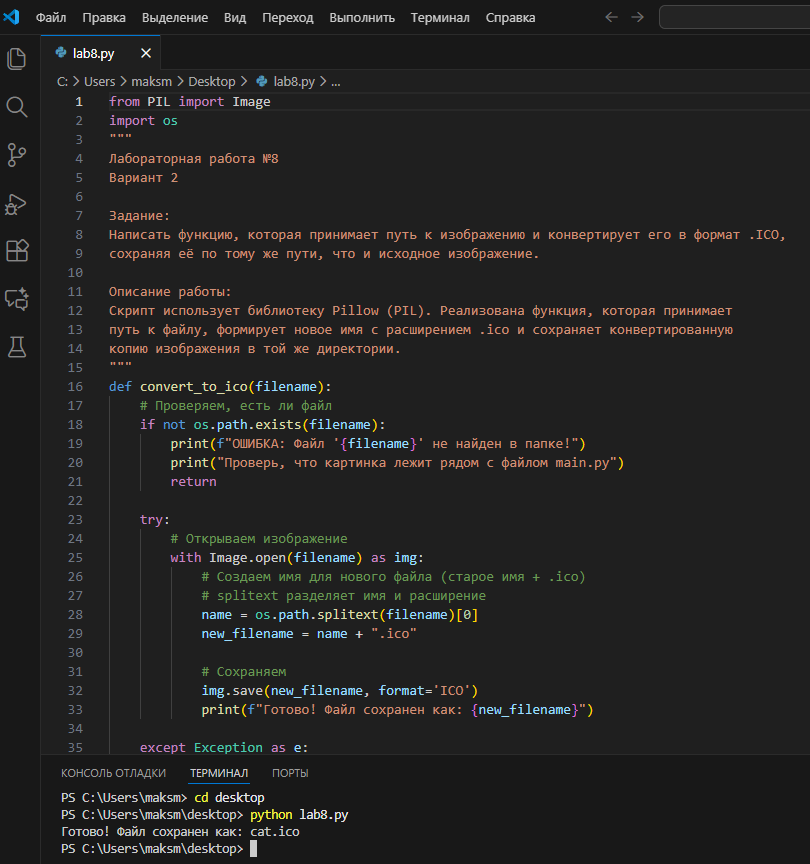 Файл Правка Выделение Вид Переход Выполнить Терминал Справка
lab8.py
C: > Users > maksm > Desktop > lab8.py > ...
1 from PIL import Image
2 import os
3 """
4 Лабораторная работа №8
5 Вариант 2
6
7 Задание:
8 Написать функцию, которая принимает путь к изображению и конвертирует его в формат .ICO,
9 сохраняя её по тому же пути, что и исходное изображение.
10
11 Описание работы:
12 Скрипт использует библиотеку Pillow (PIL). Реализована функция, которая принимает
13 путь к файлу, формирует новое имя с расширением .ico и сохраняет конвертированную
14 копию изображения в той же директории.
15 """
16 def convert_to_ico(filename):
17     # Проверяем, есть ли файл
18     if not os.path.exists(filename):
19         print(f"ОШИБКА: Файл '{filename}' не найден в папке!")
20         print("Проверь, что картинка лежит рядом с файлом main.py")
21         return
22
23     try:
24         # Открываем изображение
25         with Image.open(filename) as img:
26             # Создаем имя для нового файла (старое имя + .ico)
27             # splitext разделяет имя и расширение
28             name = os.path.splitext(filename)[0]
29             new_filename = name + ".ico"
30
31             # Сохраняем
32             img.save(new_filename, format='ICO')
33             print(f"Готово! Файл сохранен как: {new_filename}")
34
35     except Exception as e:
КОНСОЛЬ ОТЛАДКИ ТЕРМИНАЛ ПОРТЫ
PS C:\Users\maksm> cd desktop
PS C:\Users\maksm\desktop> python lab8.py
Готово! Файл сохранен как: cat.ico
PS C:\Users\maksm\desktop>